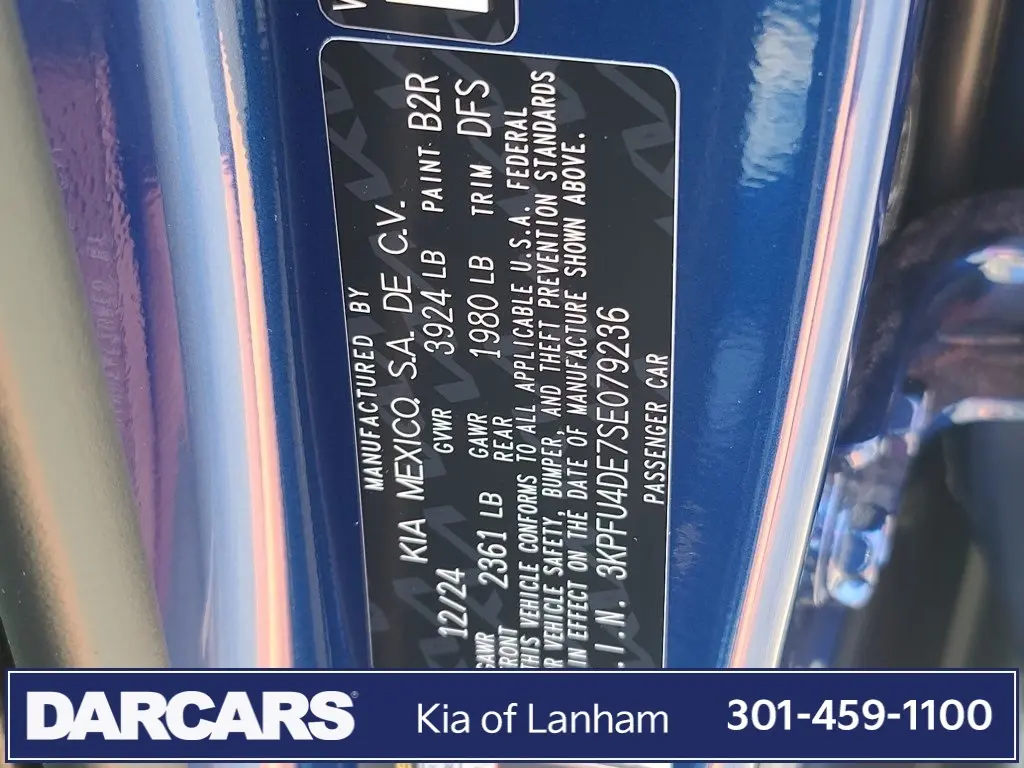 MANUFACTURED BY
KIA MEXICO. S.A. DE C.V.
12/24 GVWR 3924 LB PAINT B2R
GAWR FRONT 2361 LB GAWR REAR 1980 LB TRIM DFS
THIS VEHICLE CONFORMS TO ALL APPLICABLE U.S.A. FEDERAL
VEHICLE SAFETY, BUMPER, AND THEFT PREVENTION STANDARDS
IN EFFECT ON THE DATE OF MANUFACTURE SHOWN ABOVE.
.I.N. 3KPFU4DE7SE079236
PASSENGER CAR
DARCARS® Kia of Lanham 301-459-1100